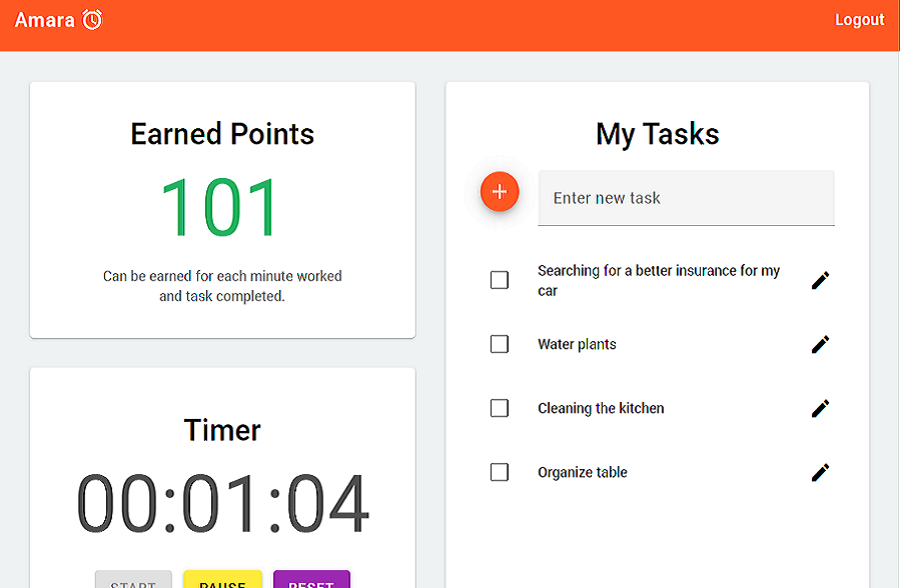 Amara
Logout
Earned Points
101
Can be earned for each minute worked
and task completed.
Timer
00:01:04
START
PAUSE
RESET
My Tasks
Enter new task
Searching for a better insurance for my
car
Water plants
Cleaning the kitchen
Organize table